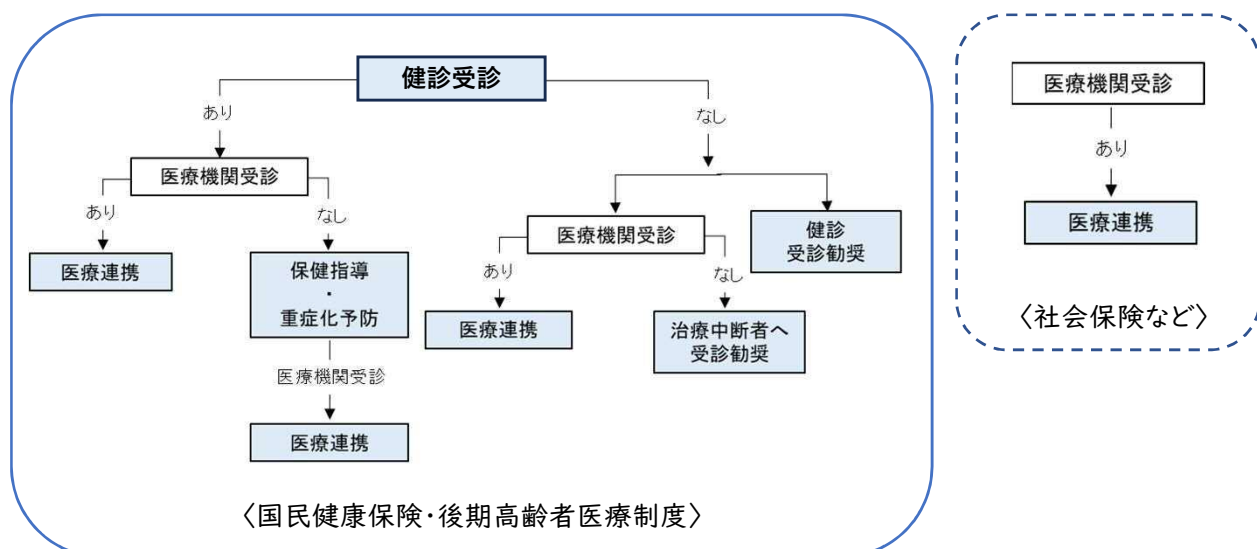 健診受診
あり
なし
医療機関受診
あり
なし
医療連携
保健指導
・
重症化予防
医療機関受診
医療連携
医療機関受診
健診
受診勧奨
あり
なし
医療連携
治療中断者へ
受診勧奨
〈国民健康保険・後期高齢者医療制度〉
医療機関受診
あり
医療連携
〈社会保険など〉